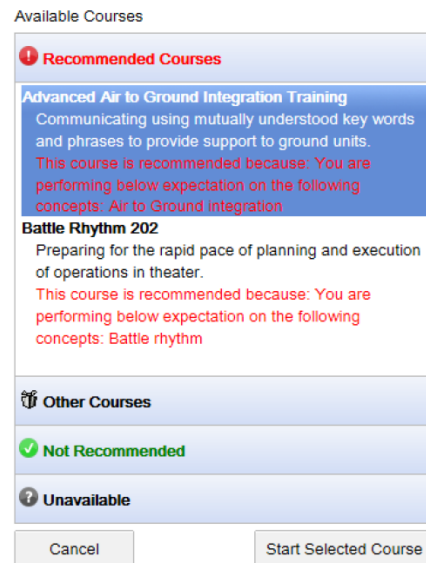 Available Courses
Recommended Courses
Advanced Air to Ground Integration Training
Communicating using mutually understood key words
and phrases to provide support to ground units.
This course is recommended because: You are
performing below expectation on the following
concepts: Air to Ground integration
Battle Rhythm 202
Preparing for the rapid pace of planning and execution
of operations in theater.
This course is recommended because: You are
performing below expectation on the following
concepts: Battle rhythm
Other Courses
Not Recommended
Unavailable
Cancel Start Selected Course